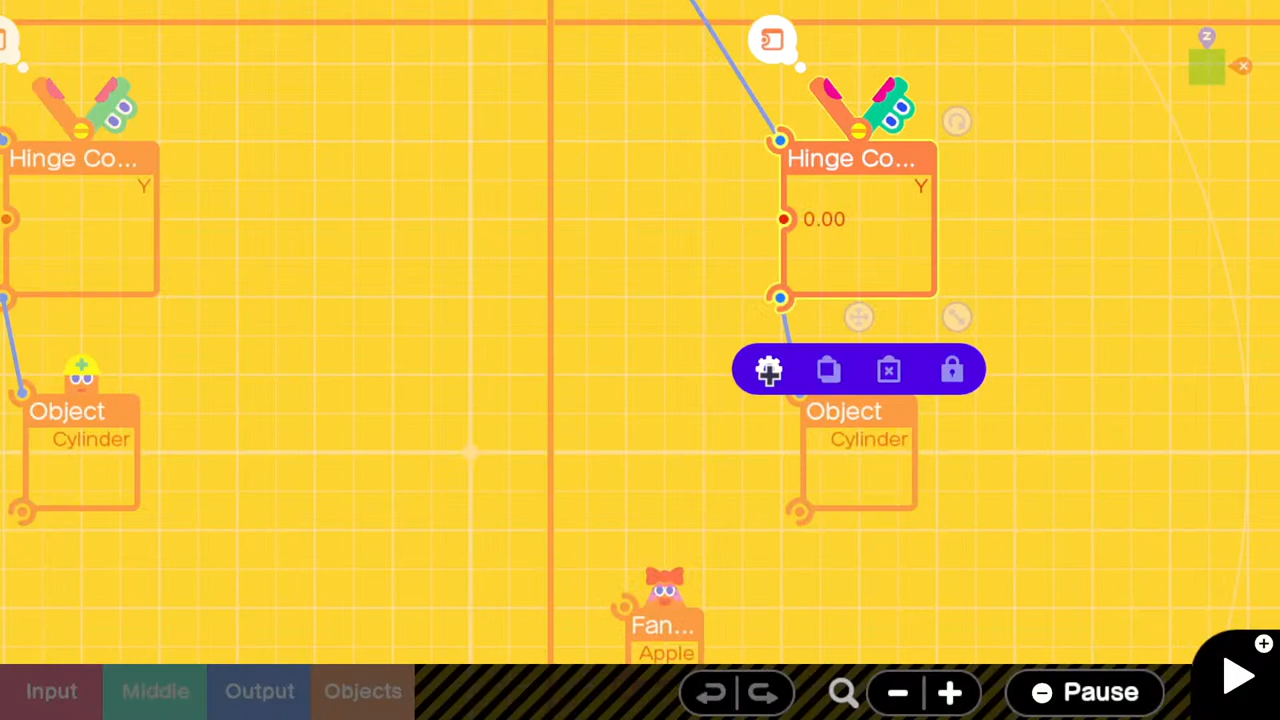 Z
X
Hinge Co...
Y
Hinge Co...
Y
0.00
Object
Cylinder
Object
Cylinder
Fan...
Apple
Input
Middle
Output
Objects
Pause